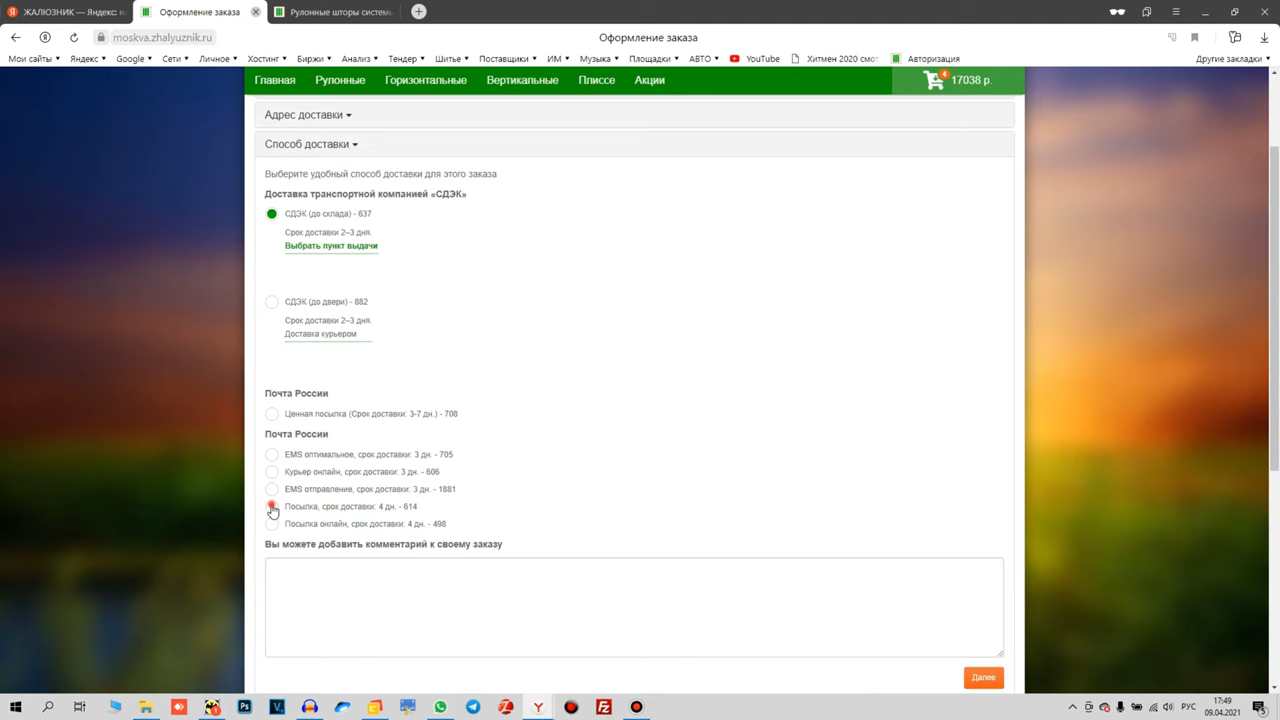 ЖАЛЮЗНИК — Яндекс: н
Оформление заказа
Рулонные шторы системы
moskva.zhalyuznik.ru
Оформление заказа
Мои сайты
Яндекс
Google
Сети
Личное
Хостинг
Биржи
Анализ
Тендер
Шитье
Поставщики
ИМ
Музыка
Площадки
АВТО
YouTube
Хитмен 2020 смот
Авторизация
Другие закладки
Главная
Рулонные
Горизонтальные
Вертикальные
Плиссе
Акции
4
17038 р.
Адрес доставки
Способ доставки
Выберите удобный способ доставки для этого заказа
Доставка транспортной компанией «СДЭК»
СДЭК (до склада) - 637
Срок доставки 2–3 дня.
Выбрать пункт выдачи
СДЭК (до двери) - 882
Срок доставки 2–3 дня.
Доставка курьером
Почта России
Ценная посылка (Срок доставки: 3-7 дн.) - 708
Почта России
EMS оптимальное, срок доставки: 3 дн. - 705
Курьер онлайн, срок доставки: 3 дн. - 606
EMS отправление, срок доставки: 3 дн. - 1881
Посылка, срок доставки: 4 дн. - 614
Посылка онлайн, срок доставки: 4 дн. - 498
Вы можете добавить комментарий к своему заказу
Далее
РУС
17:49
09.04.2021